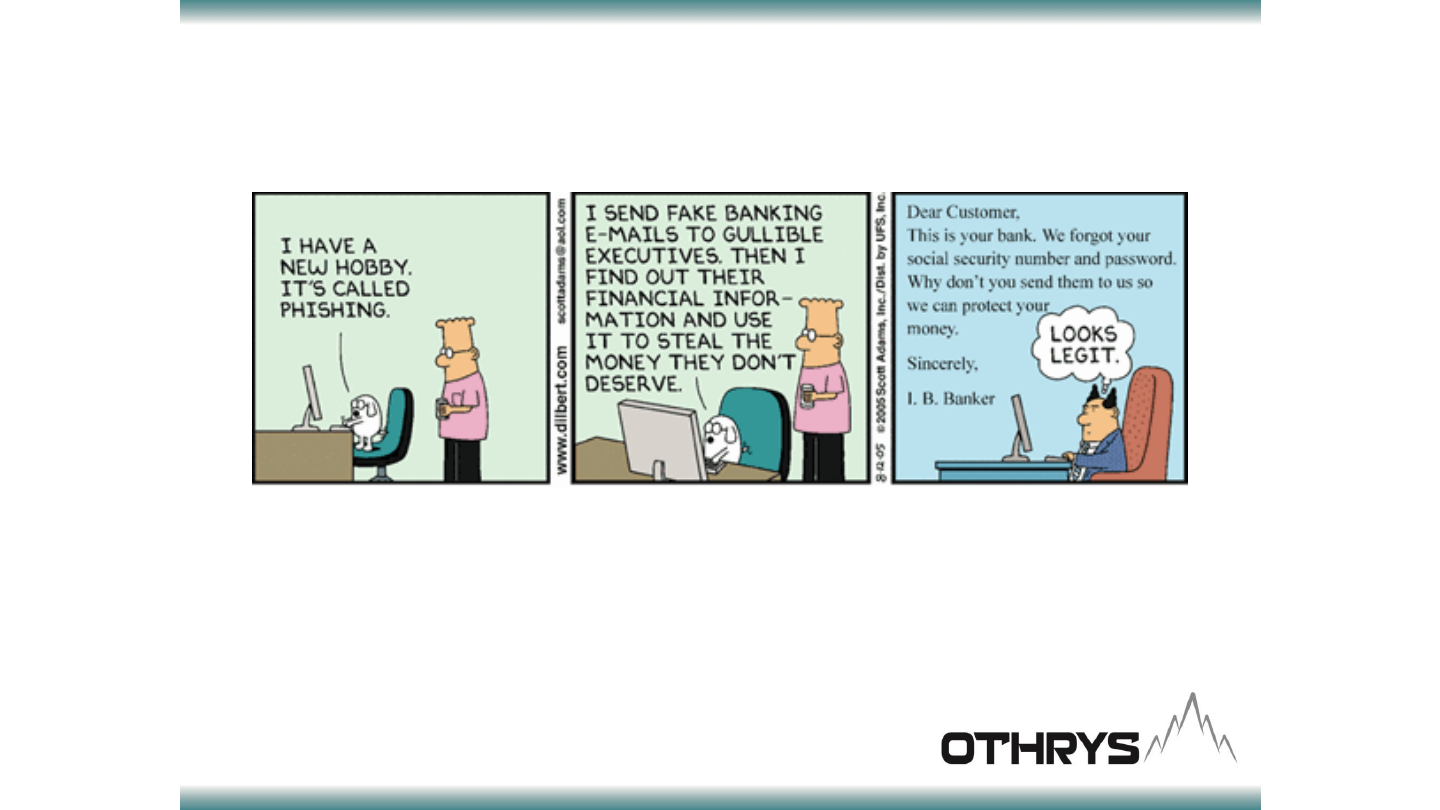 I HAVE A
NEW HOBBY.
IT'S CALLED
PHISHING.
scottadams@aol.com
www.dilbert.com
I SEND FAKE BANKING
E-MAILS TO GULLIBLE
EXECUTIVES. THEN I
FIND OUT THEIR
FINANCIAL INFOR-
MATION AND USE
IT TO STEAL THE
MONEY THEY DON'T
DESERVE.
8-12-05 ©2005 Scott Adams, Inc./Dist. by UFS, Inc.
Dear Customer,
This is your bank. We forgot your
social security number and password.
Why don't you send them to us so
we can protect your
money.
Sincerely,
I. B. Banker
LOOKS
LEGIT.
OTHRYS